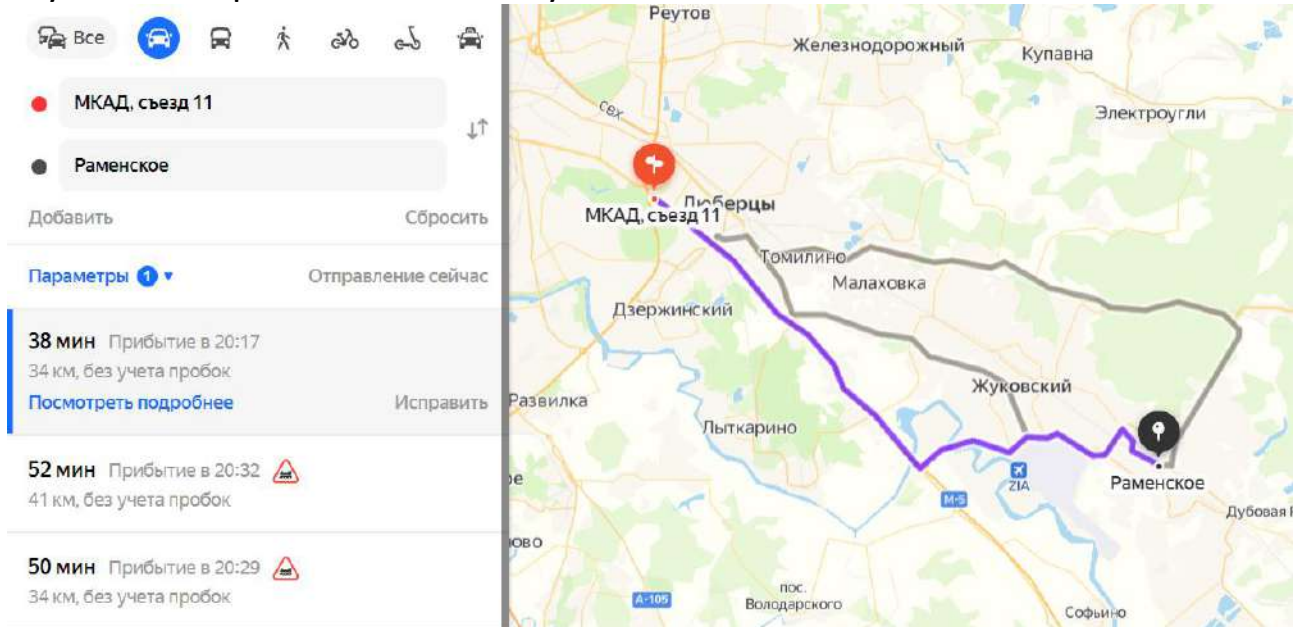 Все
МКАД, съезд 11
Раменское
Добавить
Сбросить
Параметры 1
Отправление сейчас
38 мин Прибытие в 20:17
34 км, без учета пробок
Посмотреть подробнее
Исправить
52 мин Прибытие в 20:32
41 км, без учета пробок
50 мин Прибытие в 20:29
34 км, без учета пробок
Реутов
Железнодорожный
Купавна
Электроугли
МКАД, съезд 11
Люберцы
Томилино
Малаховка
Дзержинский
Жуковский
Развилка
Лыткарино
ZIA
М-5
Раменское
Дубовая
ово
А-105
пос.
Володарского
Софьино